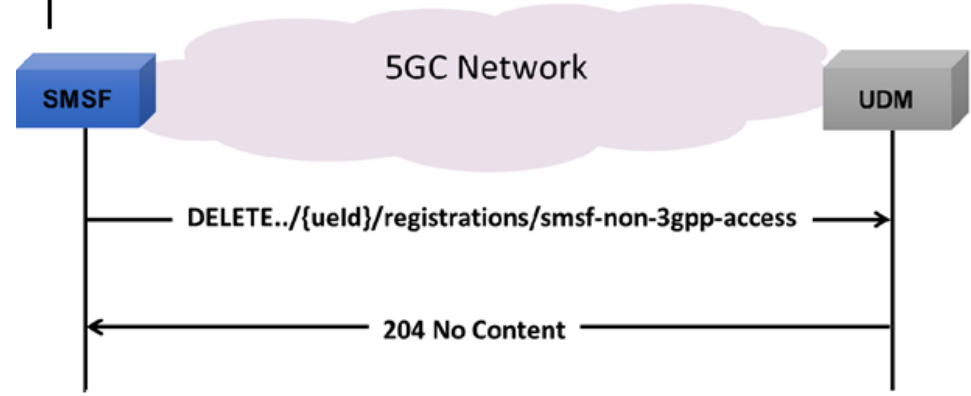 5GC Network
SMSF
UDM
DELETE../{ueId}/registrations/smsf-non-3gpp-access
204 No Content